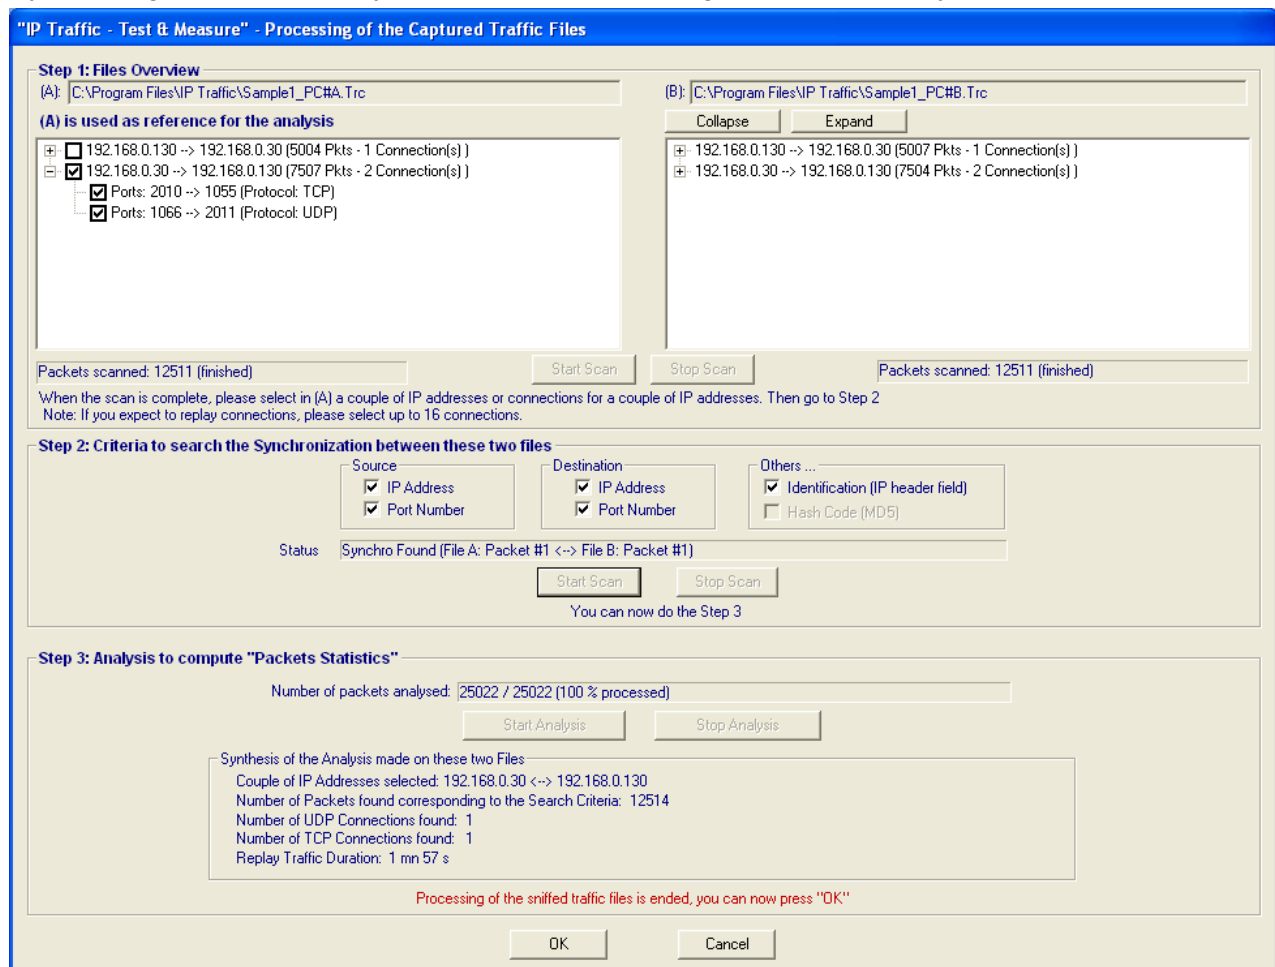 "IP Traffic - Test & Measure" - Processing of the Captured Traffic Files
Step 1: Files Overview
(A): C:\Program Files\IP Traffic\Sample1_PC#A.Trc
(B): C:\Program Files\IP Traffic\Sample1_PC#B.Trc
(A) is used as reference for the analysis
Collapse Expand
192.168.0.130 --> 192.168.0.30 (5004 Pkts - 1 Connection(s) )
192.168.0.30 --> 192.168.0.130 (7507 Pkts - 2 Connection(s) )
Ports: 2010 --> 1055 (Protocol: TCP)
Ports: 1066 --> 2011 (Protocol: UDP)
192.168.0.130 --> 192.168.0.30 (5007 Pkts - 1 Connection(s) )
192.168.0.30 --> 192.168.0.130 (7504 Pkts - 2 Connection(s) )
Packets scanned: 12511 (finished)
Start Scan Stop Scan
Packets scanned: 12511 (finished)
When the scan is complete, please select in (A) a couple of IP addresses or connections for a couple of IP addresses. Then go to Step 2
Note: If you expect to replay connections, please select up to 16 connections.
Step 2: Criteria to search the Synchronization between these two files
Source
IP Address
Port Number
Destination
IP Address
Port Number
Others ...
Identification (IP header field)
Hash Code (MD5)
Status Synchro Found (File A: Packet #1 <--> File B: Packet #1)
Start Scan Stop Scan
You can now do the Step 3
Step 3: Analysis to compute "Packets Statistics"
Number of packets analysed: 25022 / 25022 (100 % processed)
Start Analysis Stop Analysis
Synthesis of the Analysis made on these two Files
Couple of IP Addresses selected: 192.168.0.30 <--> 192.168.0.130
Number of Packets found corresponding to the Search Criteria: 12514
Number of UDP Connections found: 1
Number of TCP Connections found: 1
Replay Traffic Duration: 1 mn 57 s
Processing of the sniffed traffic files is ended, you can now press "OK"
OK Cancel